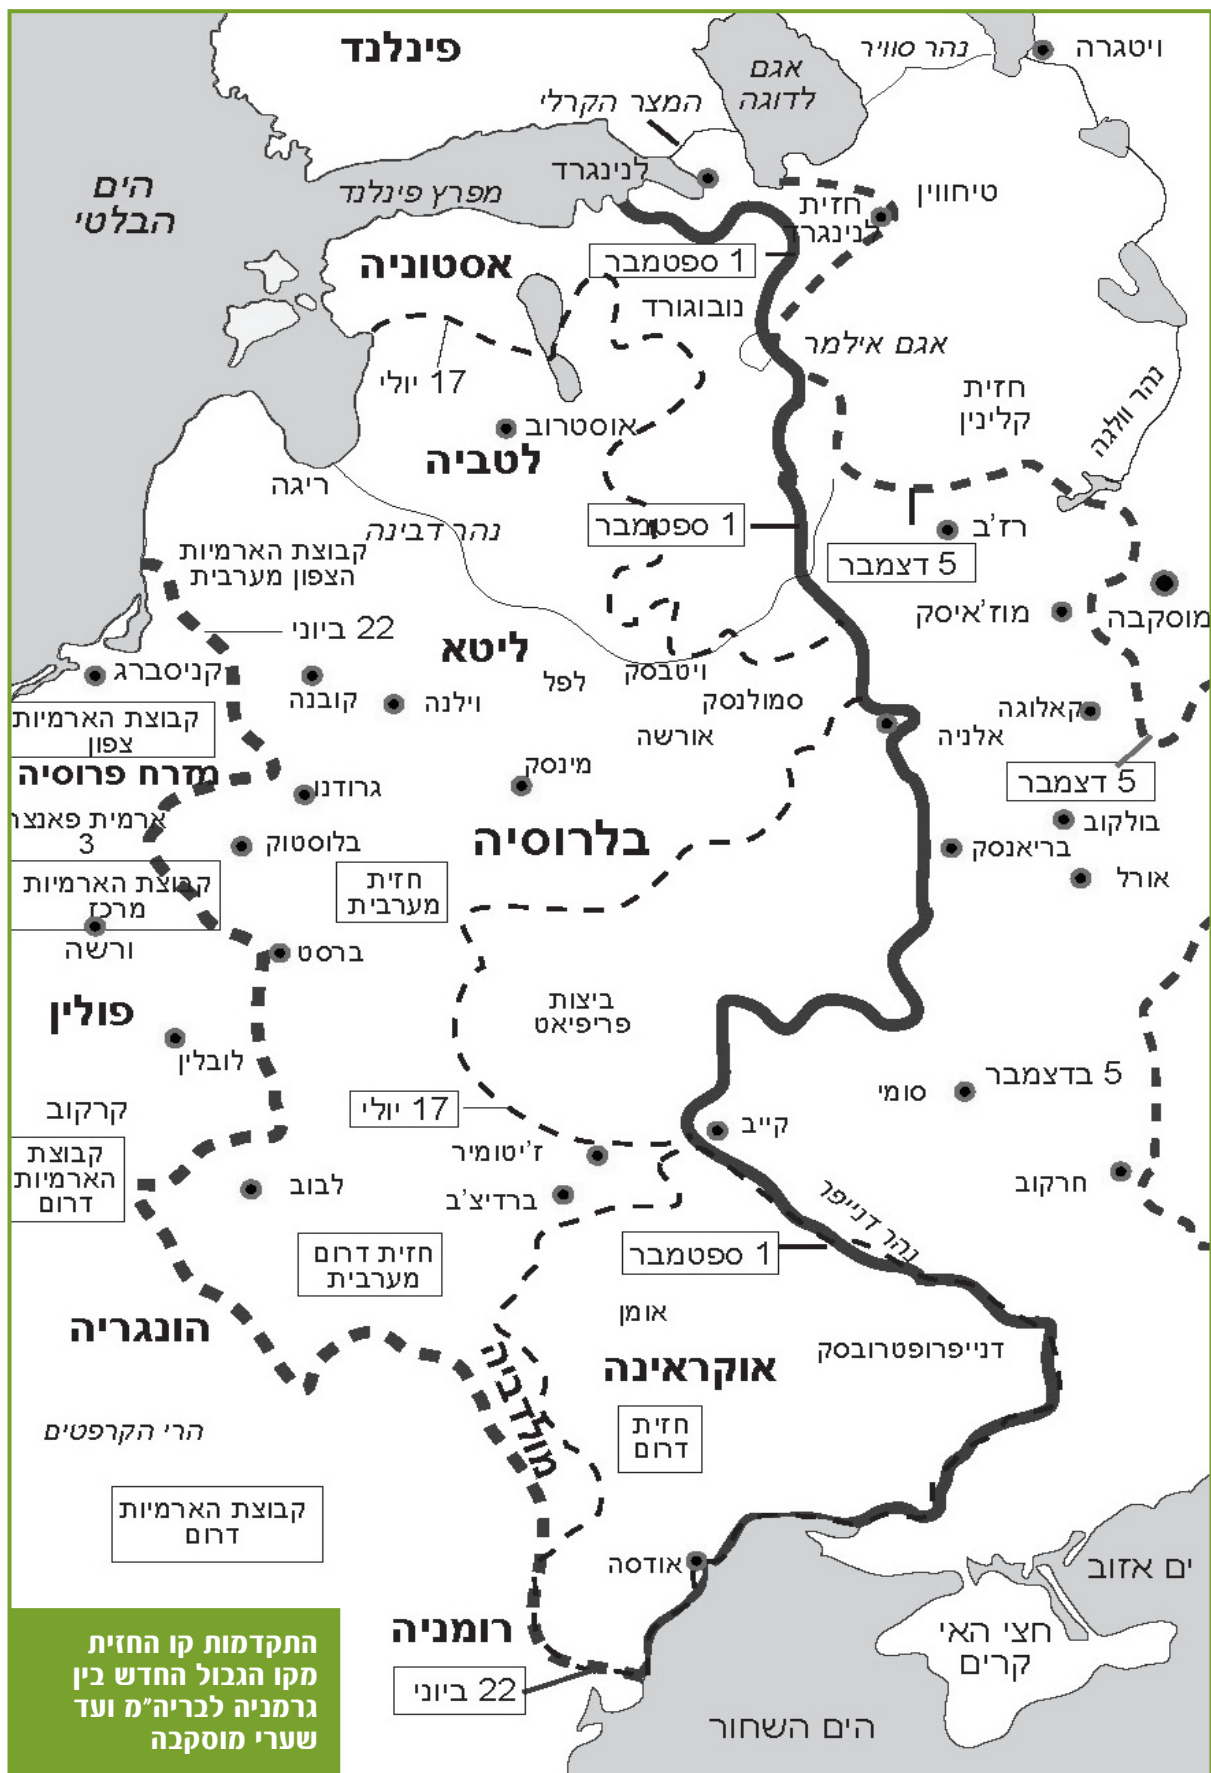 פינלנד
אגם
לדוגה
נהר סוויר
ויטגרה
המצר הקרלי
לנינגרד
מפרץ פינלנד
הים
הבלטי
חזית
לנינגרד
טיחווין
אסטוניה
1 ספטמבר
נובוגורד
אגם אילמר
17 יולי
חזית
קלינין
נהר וולגה
אוסטרוב
לטביה
ריגה
נהר דבינה
1 ספטמבר
רז'ב
5 דצמבר
קבוצת הארמיות
הצפון מערבית
22 ביוני
מוז'איסק
מוסקבה
ליטא
קניסברג
קובנה
וילנה
לפל
ויטבסק
סמולנסק
אורשה
אלניה
קאלוגה
קבוצת הארמיות
צפון
מזרח פרוסיה
גרודנו
מינסק
5 דצמבר
ארמית פאנצר
3
בלוסטוק
בלרוסיה
בריאנסק
בולקוב
אורל
קבוצת הארמיות
מרכז
ורשה
חזית
מערבית
ברסט
פולין
ביצות
פריפיאט
לובלין
קרקוב
17 יולי
סומי
5 בדצמבר
קייב
ז'יטומיר
ברדיצ'ב
חרקוב
קבוצת
הארמיות
דרום
לבוב
נהר דנייפר
חזית דרום
מערבית
1 ספטמבר
אומן
הונגריה
מולדביה
אוקראינה
דנייפרופטרובסק
הרי הקרפטים
חזית
דרום
קבוצת הארמיות
דרום
אודסה
ים אזוב
רומניה
חצי האי
קרים
22 ביוני
הים השחור
התקדמות קו החזית
מקו הגבול החדש בין
גרמניה לבריה״מ ועד
שערי מוסקבה